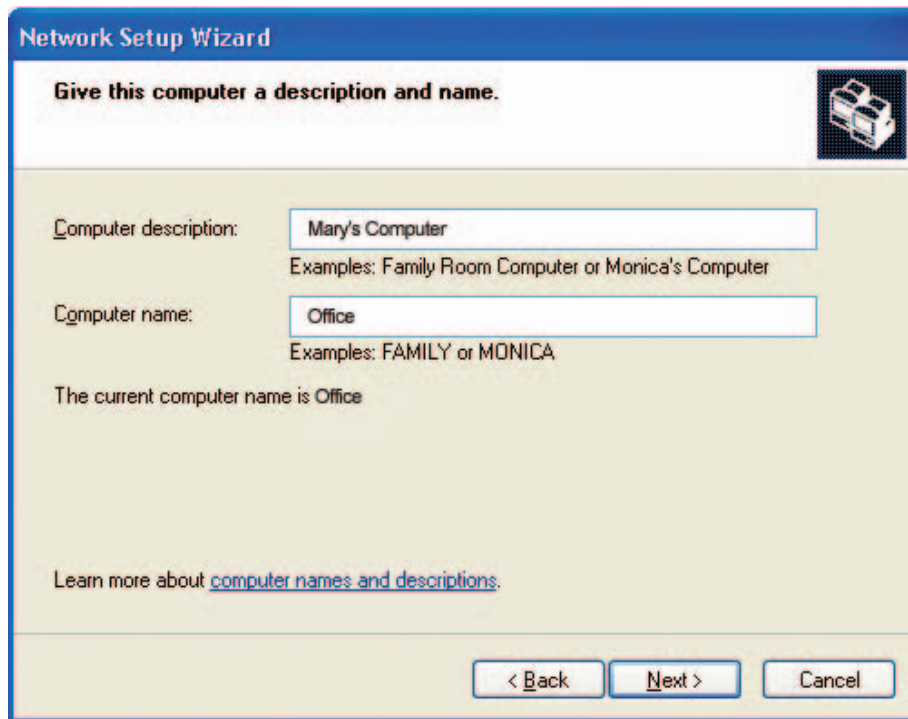 Network Setup Wizard
Give this computer a description and name.
Computer description:
Mary's Computer
Examples: Family Room Computer or Monica's Computer
Computer name:
Office
Examples: FAMILY or MONICA
The current computer name is Office
Learn more about computer names and descriptions.
< Back Next > Cancel